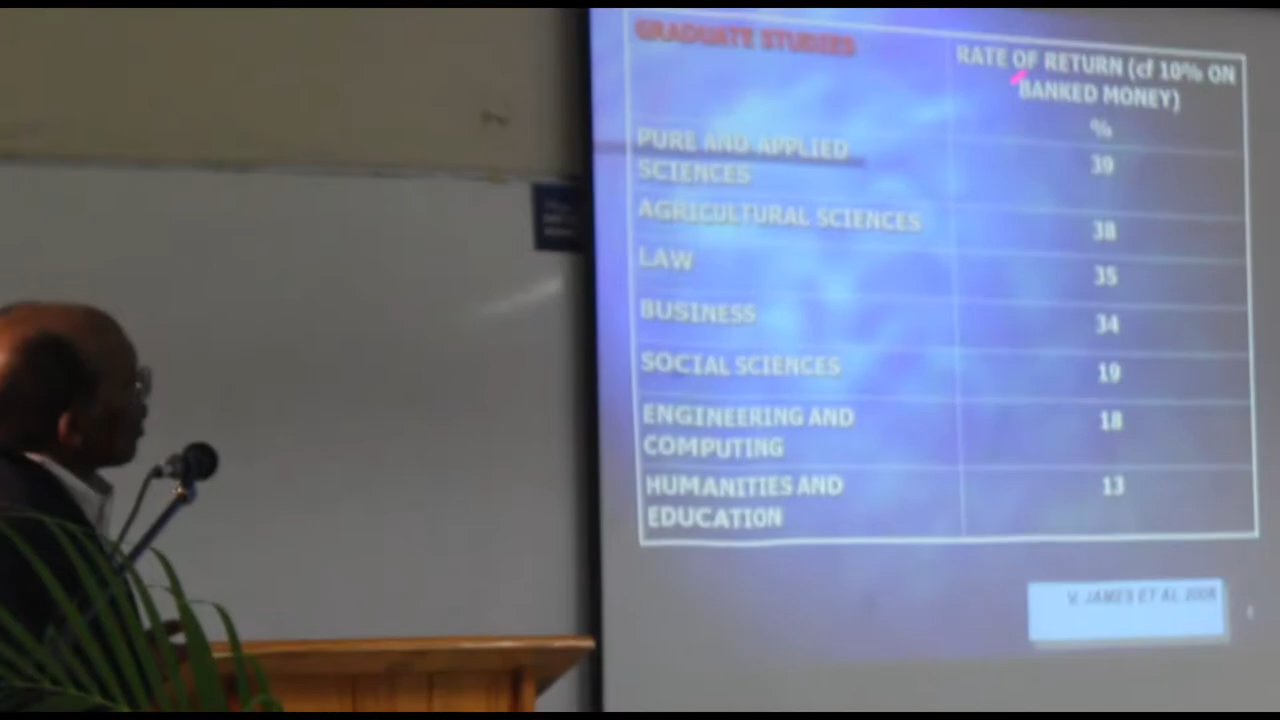 GRADUATE STUDIES
RATE OF RETURN (cf 10% ON
BANKED MONEY)
%
PURE AND APPLIED
SCIENCES
39
AGRICULTURAL SCIENCES
38
LAW
35
BUSINESS
34
SOCIAL SCIENCES
19
ENGINEERING AND
COMPUTING
18
HUMANITIES AND
EDUCATION
13
V. JAMES ET AL